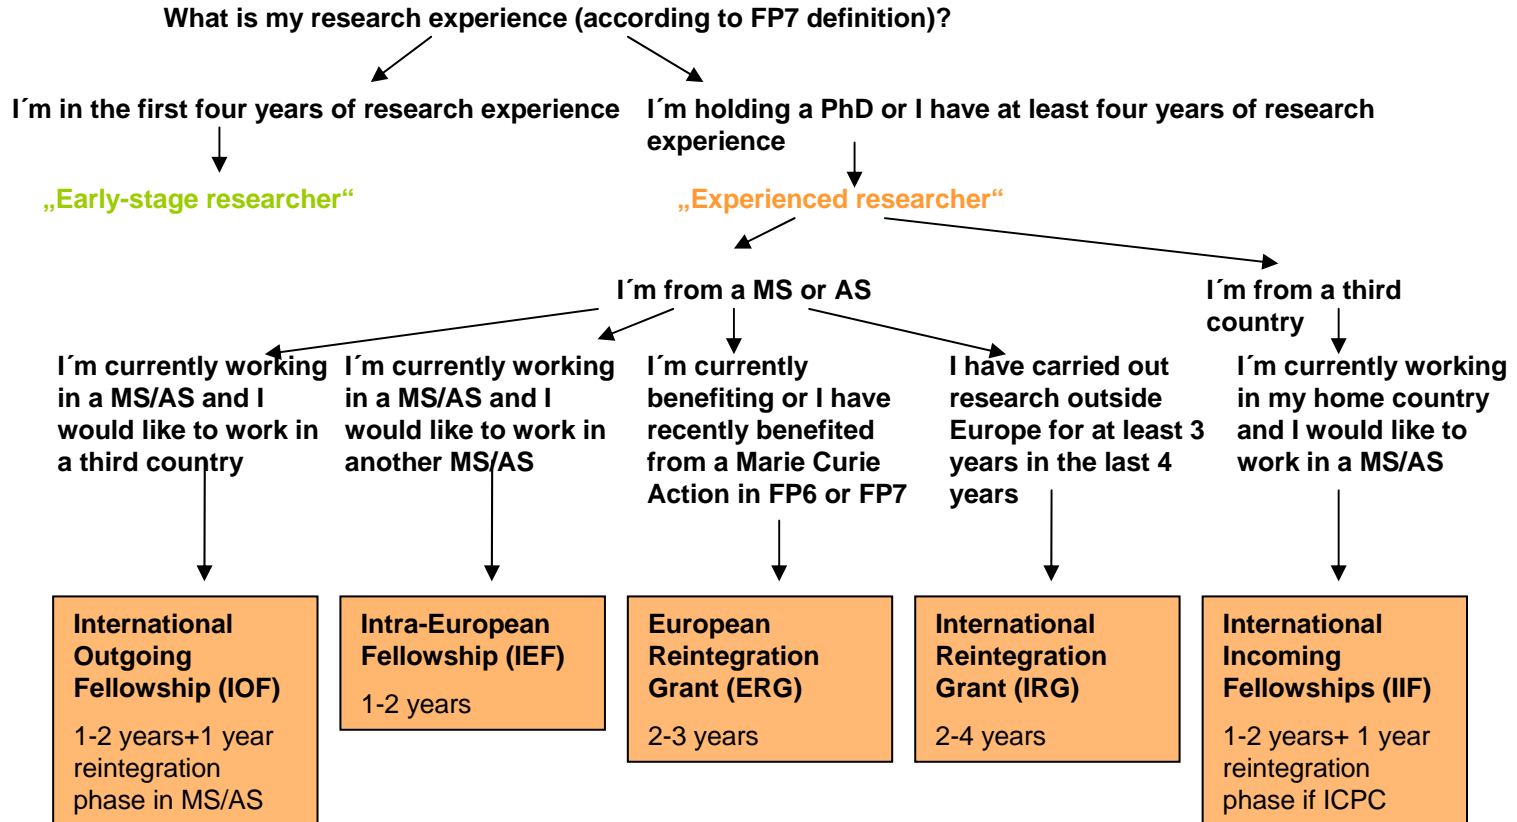 What is my research experience (according to FP7 definition)?
I´m in the first four years of research experience
I´m holding a PhD or I have at least four years of research
experience
„Early-stage researcher“
„Experienced researcher“
I´m from a MS or AS
I´m from a third
country
I´m currently working
in a MS/AS and I
would like to work in
a third country
I´m currently working
in a MS/AS and I
would like to work in
another MS/AS
I´m currently
benefiting or I have
recently benefited
from a Marie Curie
Action in FP6 or FP7
I have carried out
research outside
Europe for at least 3
years in the last 4
years
I´m currently working
in my home country
and I would like to
work in a MS/AS
International
Outgoing
Fellowship (IOF)
1-2 years+1 year
reintegration
phase in MS/AS
Intra-European
Fellowship (IEF)
1-2 years
European
Reintegration
Grant (ERG)
2-3 years
International
Reintegration
Grant (IRG)
2-4 years
International
Incoming
Fellowships (IIF)
1-2 years+ 1 year
reintegration
phase if ICPC